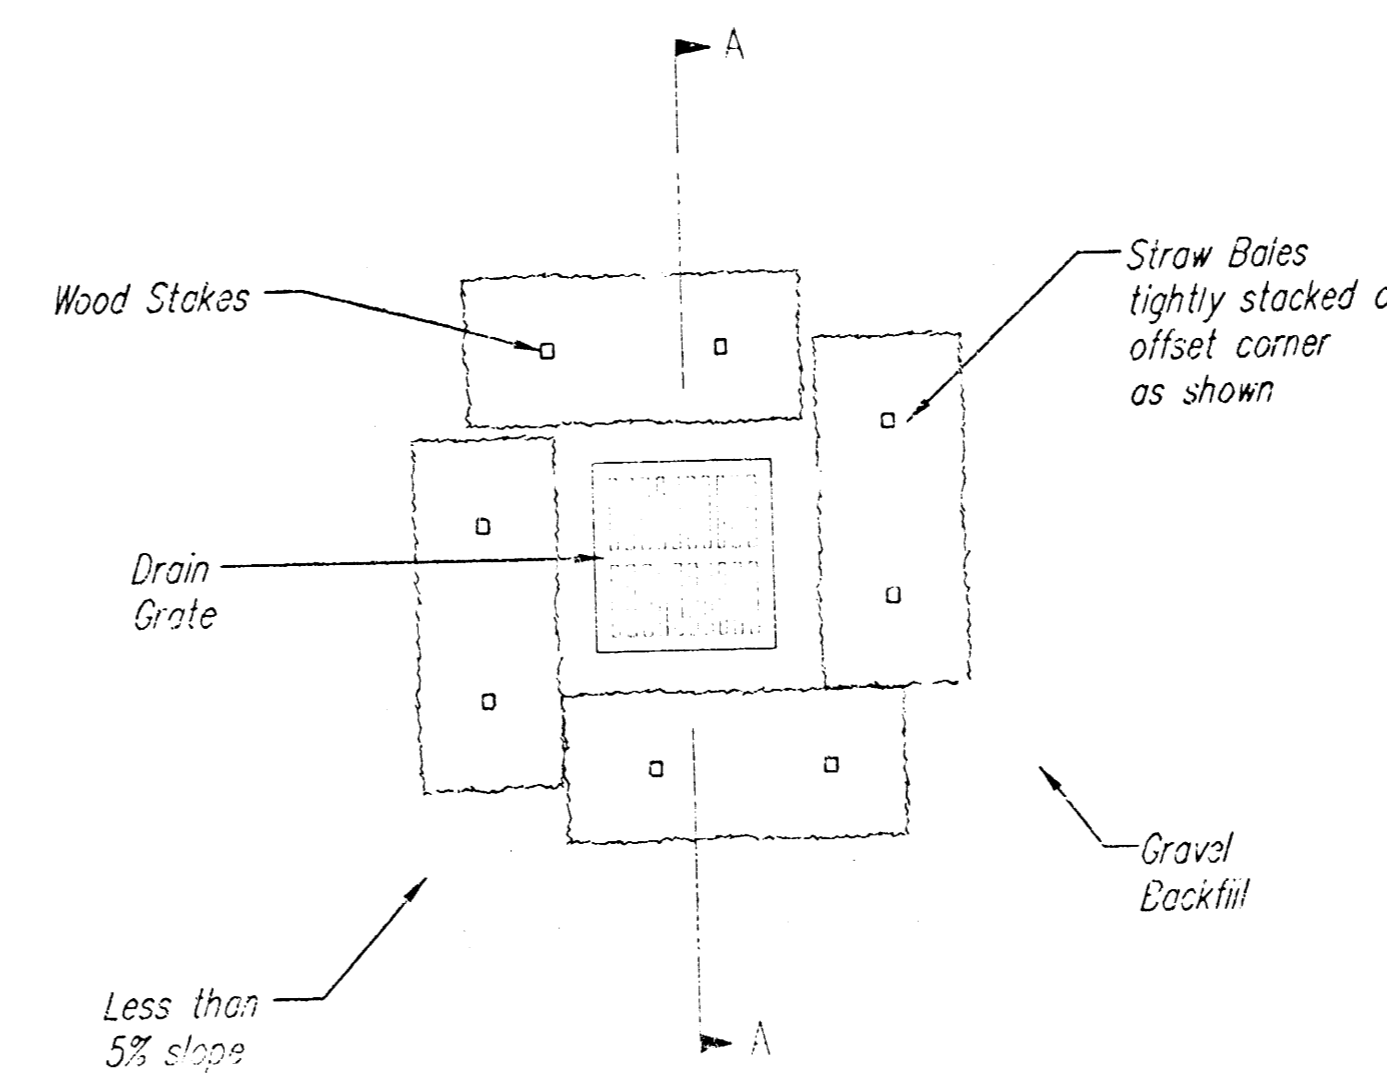 A
Straw Bales
tightly stacked
offset corner
as shown
Wood Stakes
Drain
Grate
Gravel
Backfill
Less than
5% slope
A